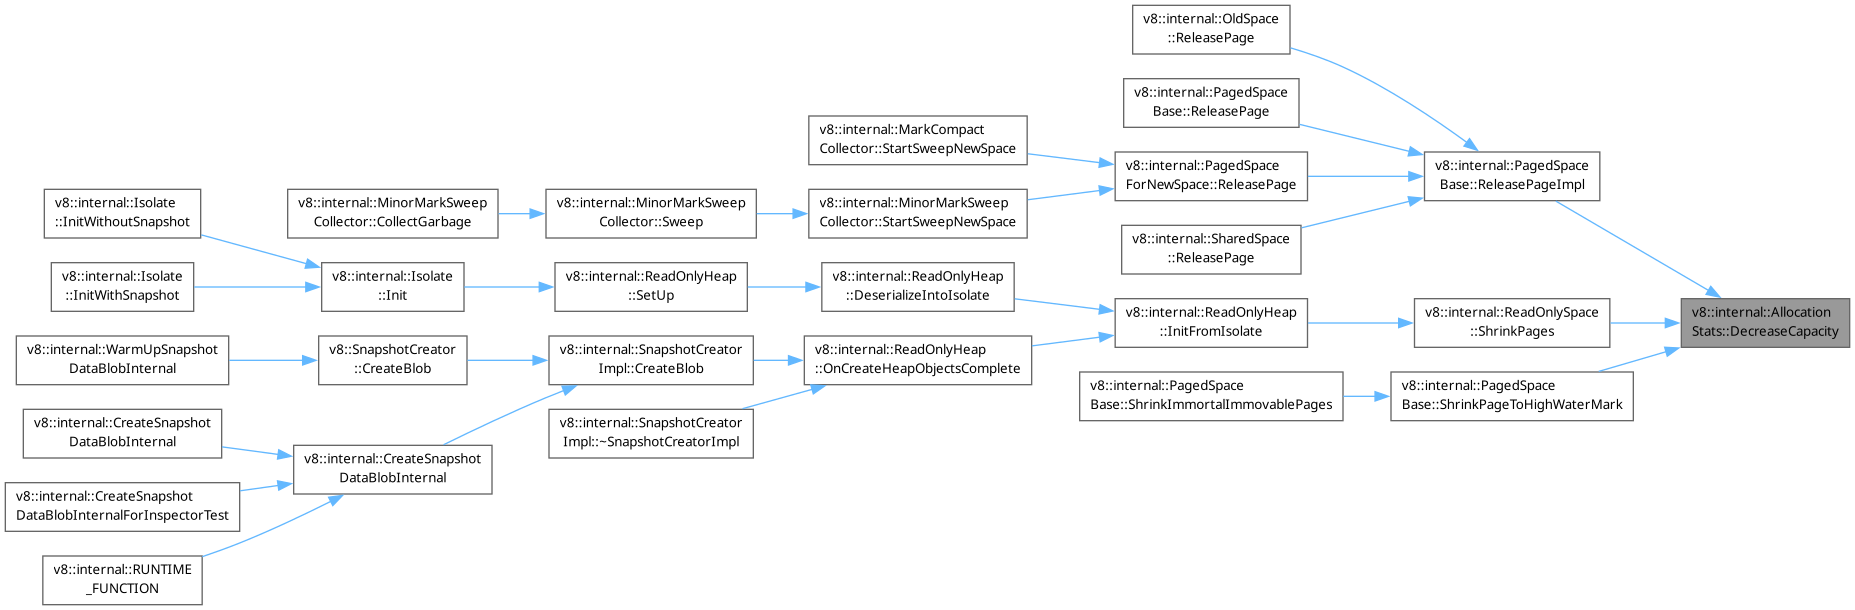 v8::internal::OldSpace
::ReleasePage
v8::internal::PagedSpace
Base::ReleasePage
v8::internal::MarkCompact
Collector::StartSweepNewSpace
v8::internal::PagedSpace
ForNewSpace::ReleasePage
v8::internal::PagedSpace
Base::ReleasePageImpl
v8::internal::Isolate
::InitWithoutSnapshot
v8::internal::MinorMarkSweep
Collector::CollectGarbage
v8::internal::MinorMarkSweep
Collector::Sweep
v8::internal::MinorMarkSweep
Collector::StartSweepNewSpace
v8::internal::SharedSpace
::ReleasePage
v8::internal::Isolate
::InitWithSnapshot
v8::internal::Isolate
::Init
v8::internal::ReadOnlyHeap
::SetUp
v8::internal::ReadOnlyHeap
::DeserializeIntoIsolate
v8::internal::ReadOnlyHeap
::InitFromIsolate
v8::internal::ReadOnlySpace
::ShrinkPages
v8::internal::Allocation
Stats::DecreaseCapacity
v8::internal::WarmUpSnapshot
DataBlobInternal
v8::SnapshotCreator
::CreateBlob
v8::internal::SnapshotCreator
Impl::CreateBlob
v8::internal::ReadOnlyHeap
::OnCreateHeapObjectsComplete
v8::internal::PagedSpace
Base::ShrinkImmortalImmovablePages
v8::internal::PagedSpace
Base::ShrinkPageToHighWaterMark
v8::internal::CreateSnapshot
DataBlobInternal
v8::internal::SnapshotCreator
Impl::~SnapshotCreatorImpl
v8::internal::CreateSnapshot
DataBlobInternal
v8::internal::CreateSnapshot
DataBlobInternalForInspectorTest
v8::internal::RUNTIME
_FUNCTION